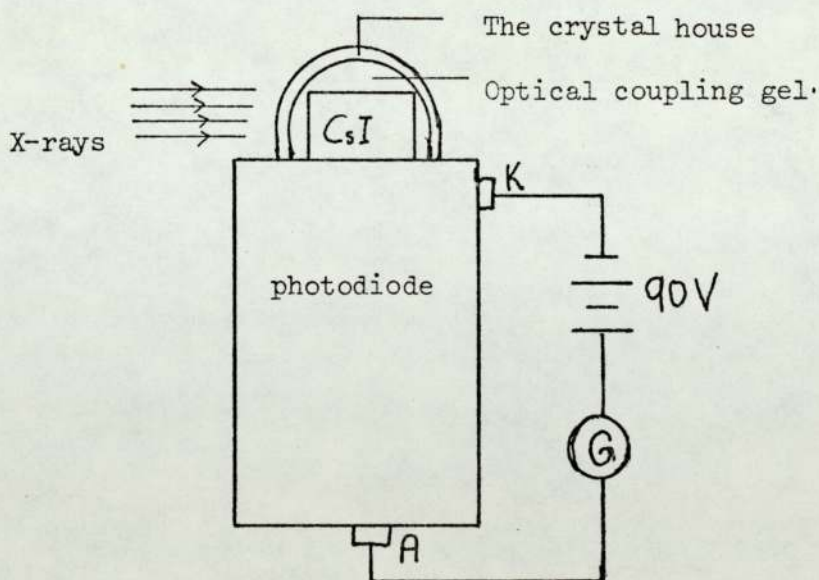 The crystal house
Optical coupling gel.
X-rays
CsI
K
photodiode
90V
G
A